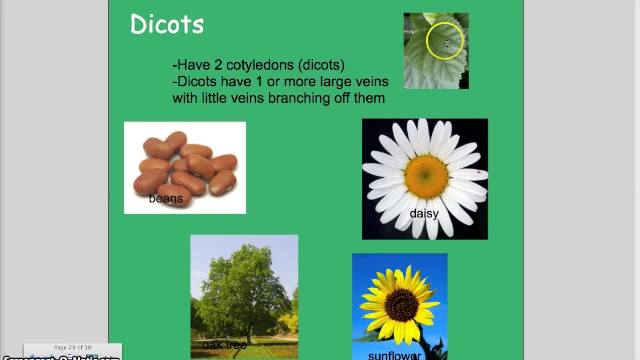 Dicots
-Have 2 cotyledons (dicots)
-Dicots have 1 or more large veins
with little veins branching off them
beans
daisy
oak tree
sunflower
Page 29 of 30